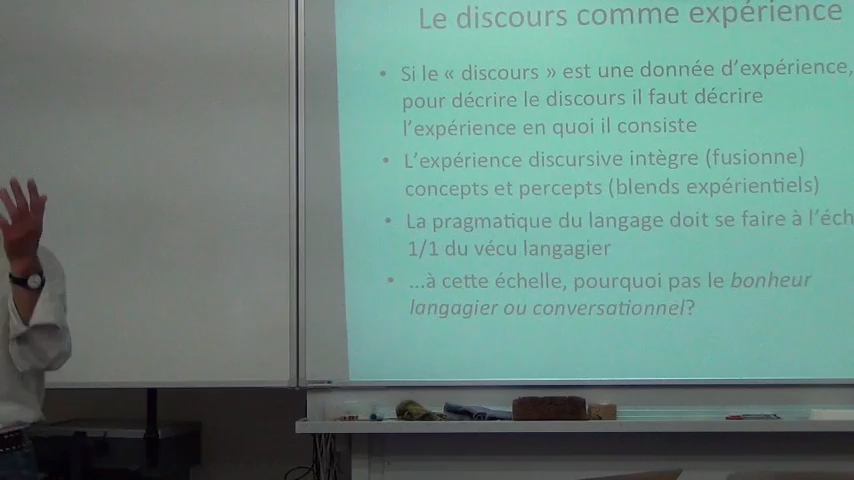 Le discours comme expérience
• Si le « discours » est une donnée d'expérience,
pour décrire le discours il faut décrire
l'expérience en quoi il consiste
• L'expérience discursive intègre (fusionne)
concepts et percepts (blends expérientiels)
• La pragmatique du langage doit se faire à
1/1 du vécu langagier
• ...à cette échelle, pourquoi pas le bonheur
langagier ou conversationnel?